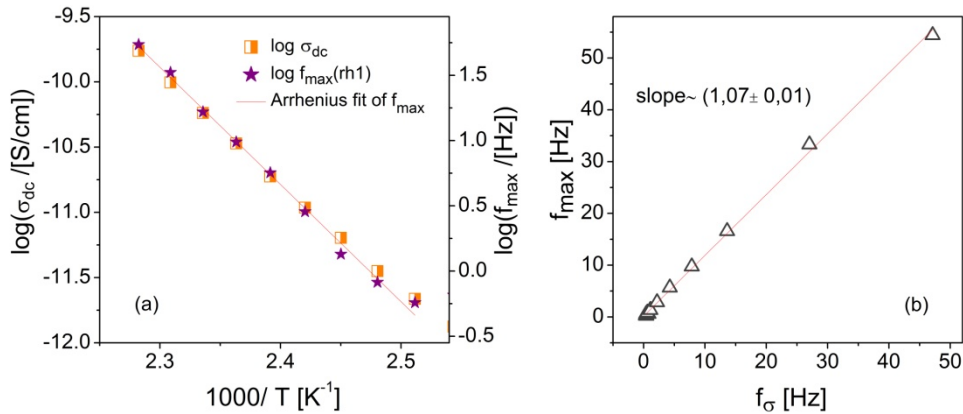 -9.5
-10.0
-10.5
-11.0
-11.5
-12.0
log(σdc /[S/cm])
log σdc
log fmax(rh1)
Arrhenius fit of fmax
1.5
1.0
0.5
0.0
-0.5
log(fmax /[Hz])
(a)
2.3 2.4 2.5
1000/ T [K-1]
50
40
30
20
10
0
fmax [Hz]
slope~ (1,07± 0,01)
(b)
0 10 20 30 40 50
fσ [Hz]